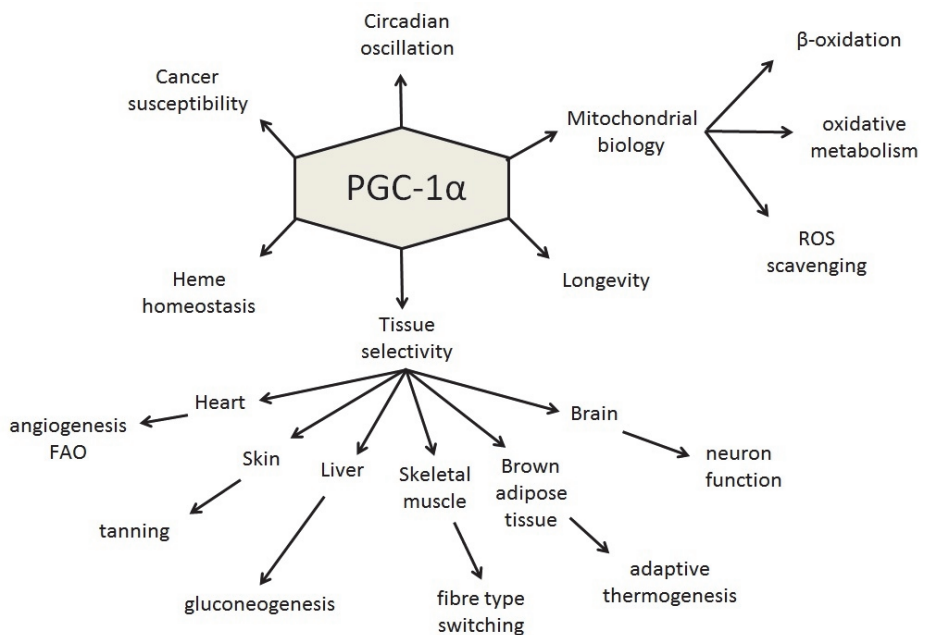 Circadian
oscillation
β-oxidation
Cancer
susceptibility
Mitochondrial
biology
oxidative
metabolism
PGC-1α
ROS
scavenging
Heme
homeostasis
Longevity
Tissue
selectivity
Heart
Brain
angiogenesis
FAO
Skin
Liver
Skeletal
muscle
Brown
adipose
tissue
neuron
function
tanning
gluconeogenesis
fibre type
switching
adaptive
thermogenesis